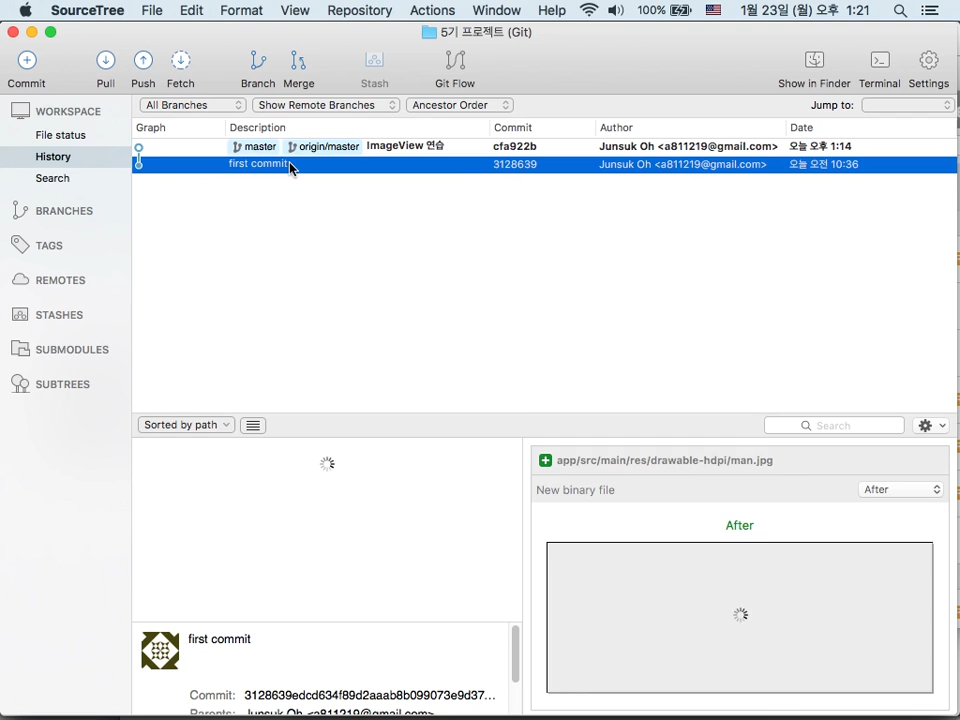 SourceTree File Edit Format View Repository Actions Window Help 100% 1월 23일 (월) 오후 1:21
5기 프로젝트 (Git)
Commit Pull Push Fetch Branch Merge Stash Git Flow Show in Finder Terminal Settings
WORKSPACE
File status
History
Search
BRANCHES
TAGS
REMOTES
STASHES
SUBMODULES
SUBTREES
All Branches Show Remote Branches Ancestor Order Jump to:
Graph Description Commit Author Date
master origin/master ImageView 연습 cfa922b Junsuk Oh <a811219@gmail.com> 오늘 오후 1:14
first commit 3128639 Junsuk Oh <a811219@gmail.com> 오늘 오전 10:36
Sorted by path Search
first commit
Commit: 3128639edcd634f89d2aaab8b099073e9d37...
Parents: Junsuk Oh <a811219@gmail.com>
app/src/main/res/drawable-hdpi/man.jpg
New binary file After
After